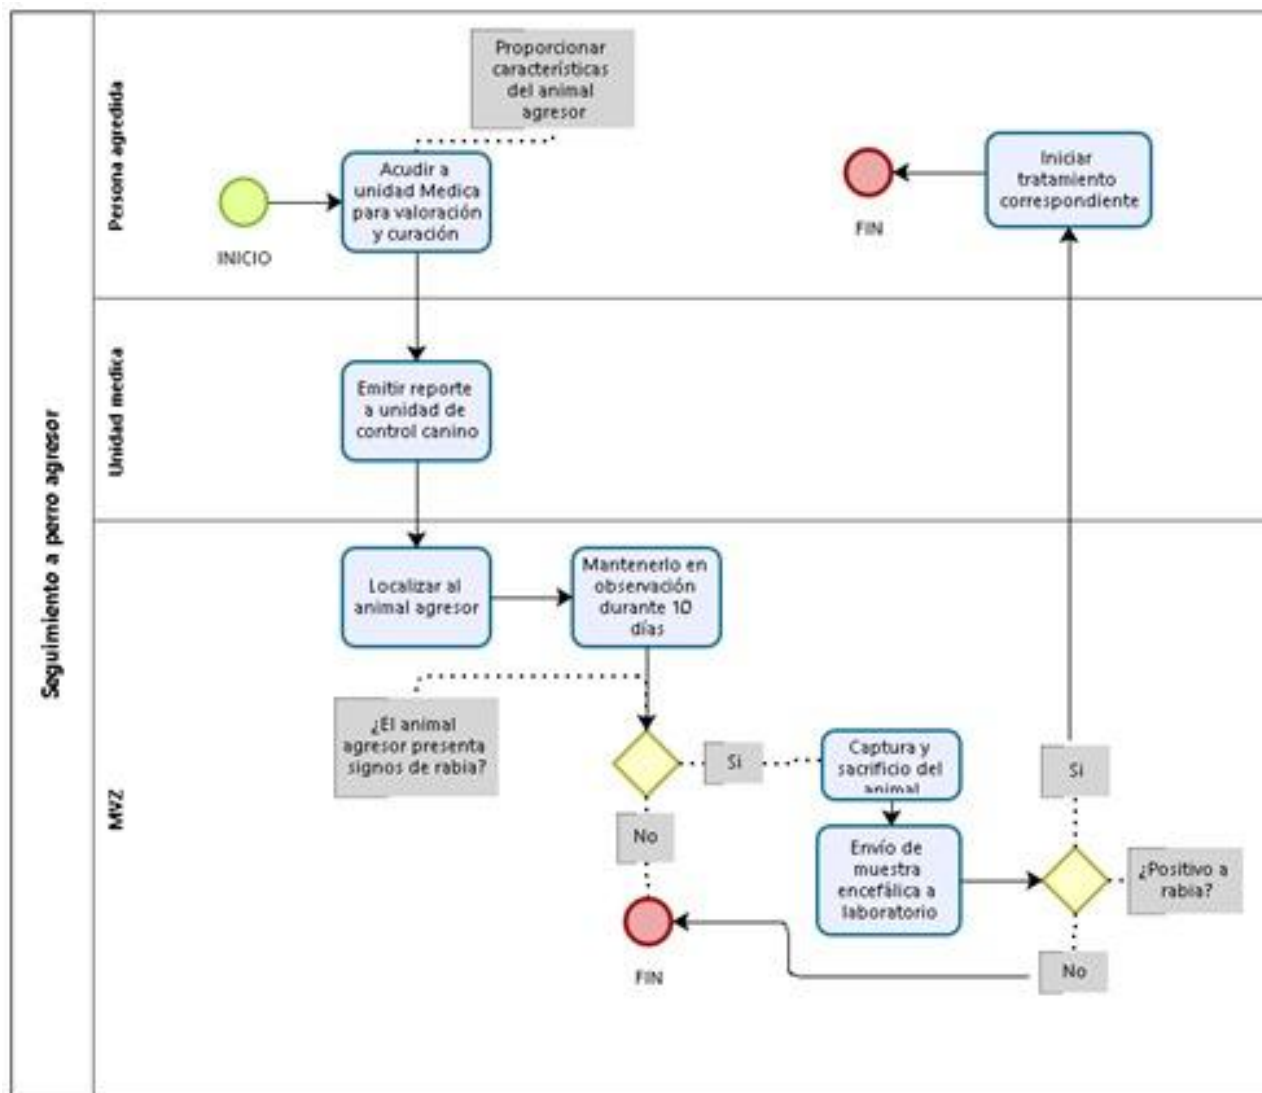 Seguimiento a perro agresor
Persona agredida
Proporcionar
características
del animal
agresor
Acudir a
unidad Medica
para valoración
y curación
INICIO
Iniciar
tratamiento
correspondiente
FIN
Unidad medica
Emitir reporte
a unidad de
control canino
MVZ
Localizar al
animal agresor
Mantenerlo en
observación
durante 10
días
¿El animal
agresor presenta
signos de rabia?
Si
No
Captura y
sacrificio del
animal
Envío de
muestra
encefálica a
laboratorio
Si
¿Positivo a
rabia?
No
FIN